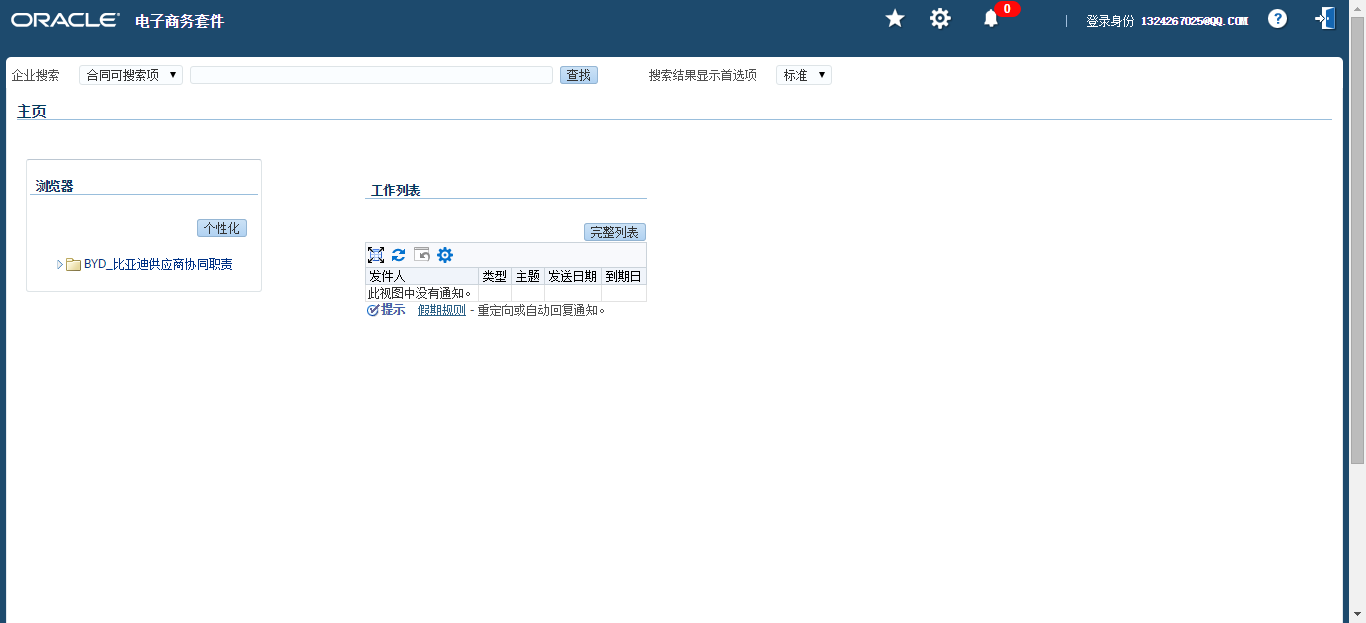 ORACLE 电子商务套件
0
登录身份 1324267025@QQ.COM
企业搜索 合同可搜索项 查找 搜索结果显示首选项 标准
主页
浏览器
个性化
BYD_比亚迪供应商协同职责
工作列表
完整列表
发件人 类型 主题 发送日期 到期日
此视图中没有通知。
提示 假期规则 - 重定向或自动回复通知。